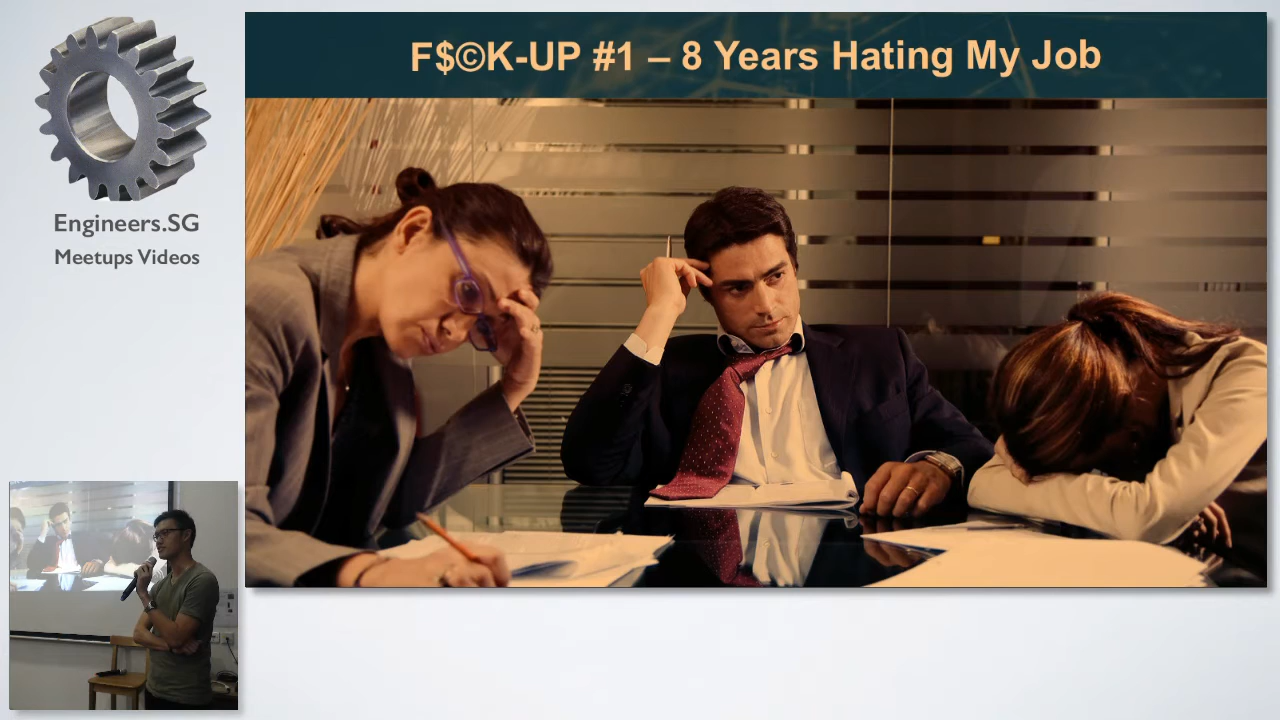 F$©K-UP #1 – 8 Years Hating My Job
Engineers.SG
Meetups Videos